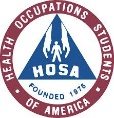 HEALTH OCCUPATIONS STUDENTS
HOSA
FOUNDED 1976
OF AMERICA